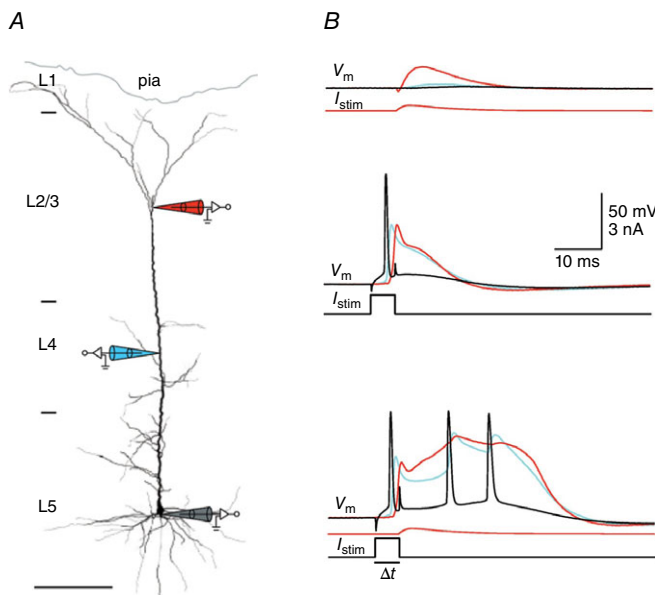 A
L1
pia
L2/3
L4
L5
B
Vm
Istim
50 mV
3 nA
10 ms
Vm
Istim
Vm
Istim
Δt